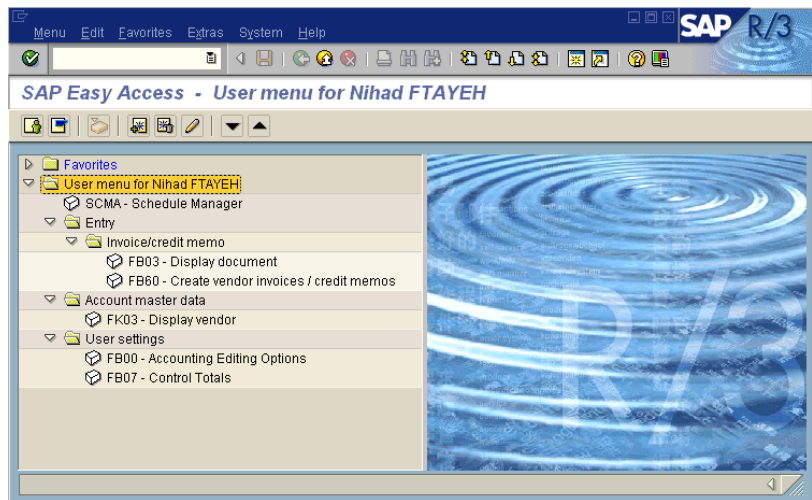 SAP R/3
Menu Edit Favorites Extras System Help
SAP Easy Access - User menu for Nihad FTAYEH
Favorites
User menu for Nihad FTAYEH
SCMA - Schedule Manager
Entry
Invoice/credit memo
FB03 - Display document
FB60 - Create vendor invoices / credit memos
Account master data
FK03 - Display vendor
User settings
FB00 - Accounting Editing Options
FB07 - Control Totals
R/3